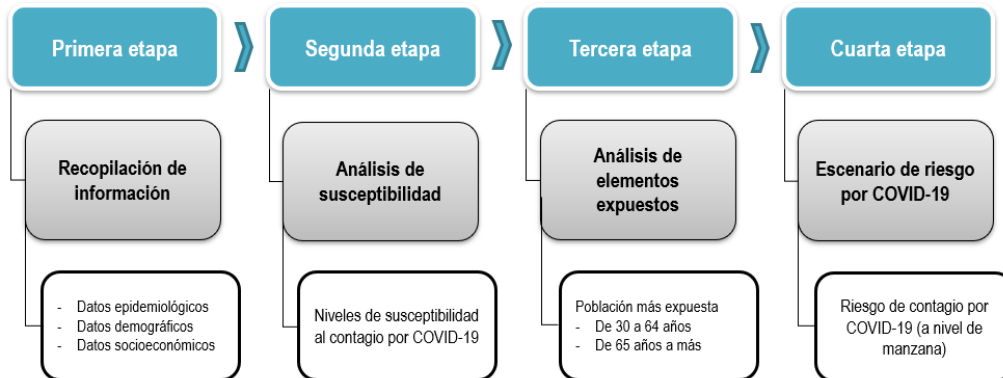 Primera etapa
Segunda etapa
Tercera etapa
Cuarta etapa
Recopilación de
información
Análisis de
susceptibilidad
Análisis de
elementos
expuestos
Escenario de riesgo
por COVID-19
- Datos epidemiológicos
- Datos demográficos
- Datos socioeconómicos
Niveles de susceptibilidad
al contagio por COVID-19
Población más expuesta
- De 30 a 64 años
- De 65 años a más
Riesgo de contagio por
COVID-19 (a nivel de
manzana)